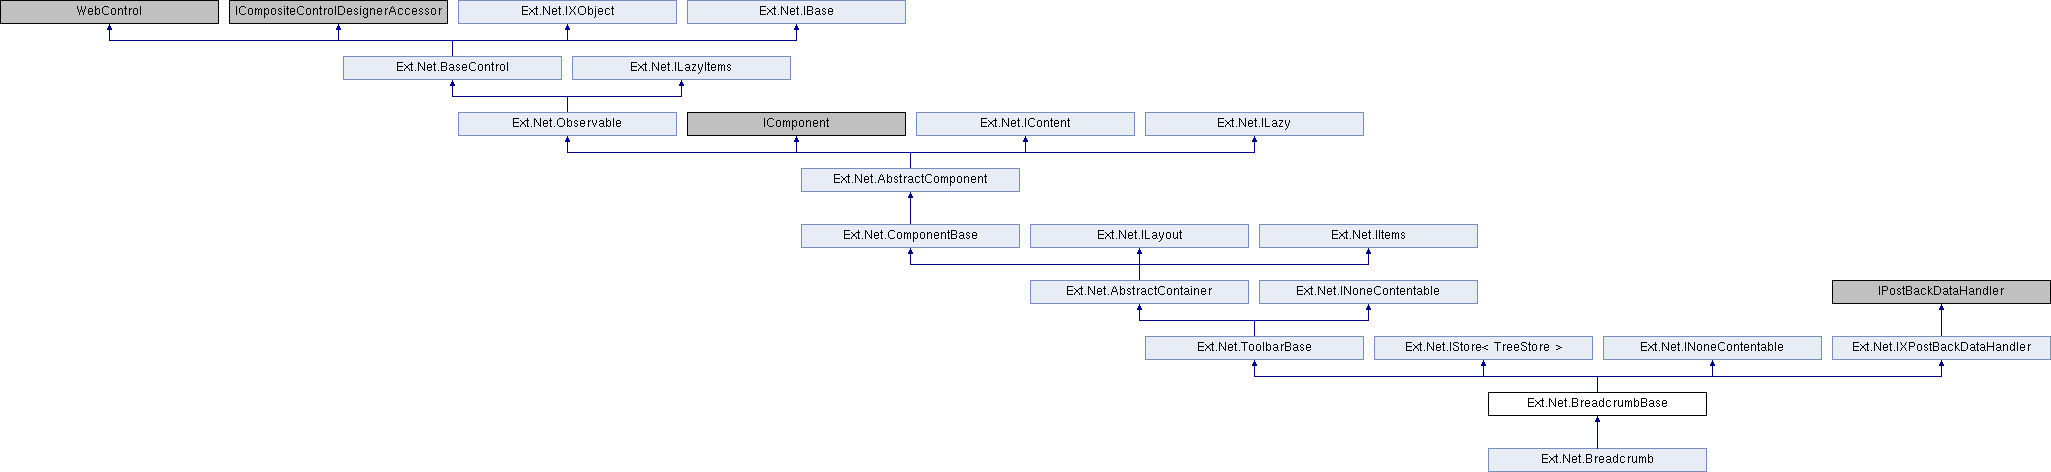 WebControl
ICompositeControlDesignerAccessor
Ext.Net.IXObject
Ext.Net.IBase
Ext.Net.BaseControl
Ext.Net.ILazyItems
Ext.Net.Observable
IComponent
Ext.Net.IContent
Ext.Net.ILazy
Ext.Net.AbstractComponent
Ext.Net.ComponentBase
Ext.Net.ILayout
Ext.Net.IItems
Ext.Net.AbstractContainer
Ext.Net.INoneContentable
IPostBackDataHandler
Ext.Net.ToolbarBase
Ext.Net.IStore< TreeStore >
Ext.Net.INoneContentable
Ext.Net.IXPostBackDataHandler
Ext.Net.BreadcrumbBase
Ext.Net.Breadcrumb